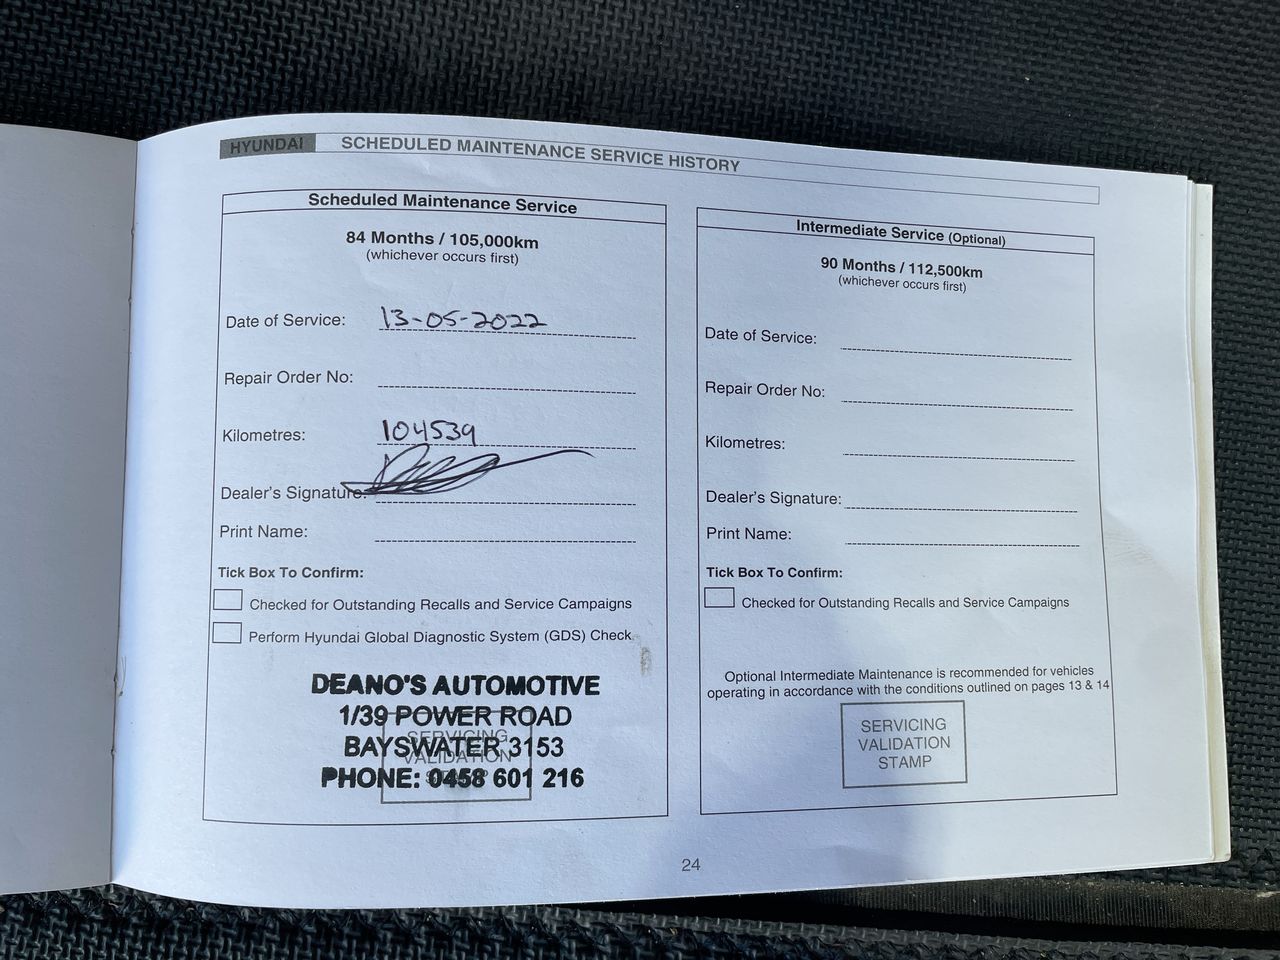 HYUNDAI SCHEDULED MAINTENANCE SERVICE HISTORY
Scheduled Maintenance Service
84 Months / 105,000km
(whichever occurs first)
Date of Service: 13-05-2022
Repair Order No:
Kilometres: 104539
Dealer's Signature:
Print Name:
Tick Box To Confirm:
Checked for Outstanding Recalls and Service Campaigns
Perform Hyundai Global Diagnostic System (GDS) Check
DEANO'S AUTOMOTIVE
1/39 POWER ROAD
BAYSWATER 3153
PHONE: 0458 601 216
SERVICING
VALIDATION
STAMP
Intermediate Service (Optional)
90 Months / 112,500km
(whichever occurs first)
Date of Service:
Repair Order No:
Kilometres:
Dealer's Signature:
Print Name:
Tick Box To Confirm:
Checked for Outstanding Recalls and Service Campaigns
Optional Intermediate Maintenance is recommended for vehicles
operating in accordance with the conditions outlined on pages 13 & 14
SERVICING
VALIDATION
STAMP
24